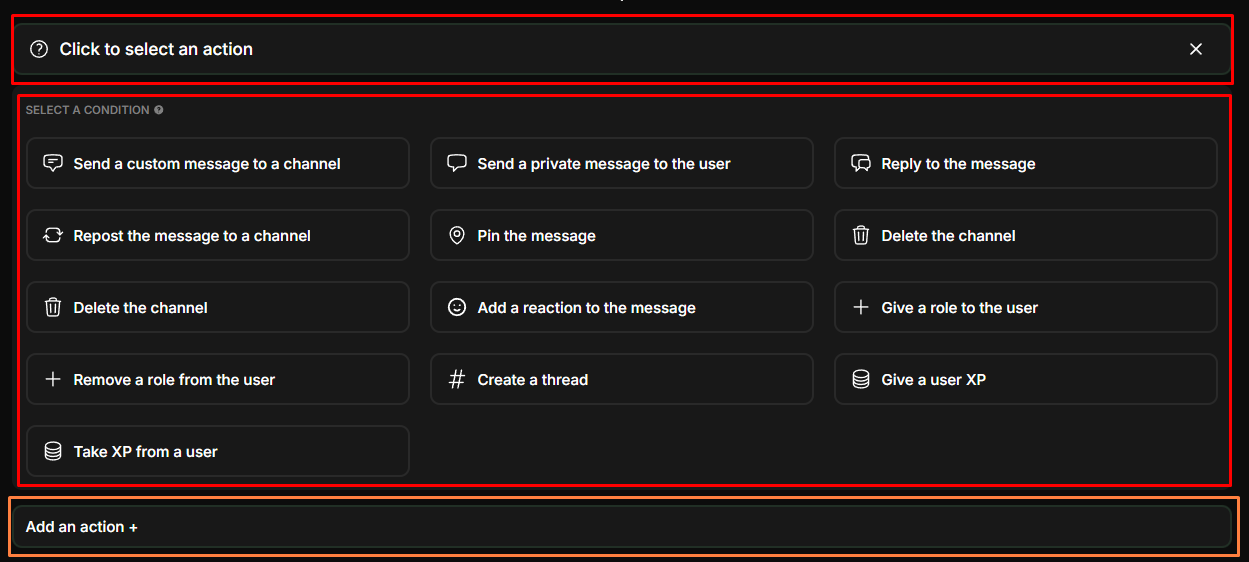 Click to select an action
SELECT A CONDITION
Send a custom message to a channel
Send a private message to the user
Reply to the message
Repost the message to a channel
Pin the message
Delete the channel
Delete the channel
Add a reaction to the message
Give a role to the user
Remove a role from the user
Create a thread
Give a user XP
Take XP from a user
Add an action +